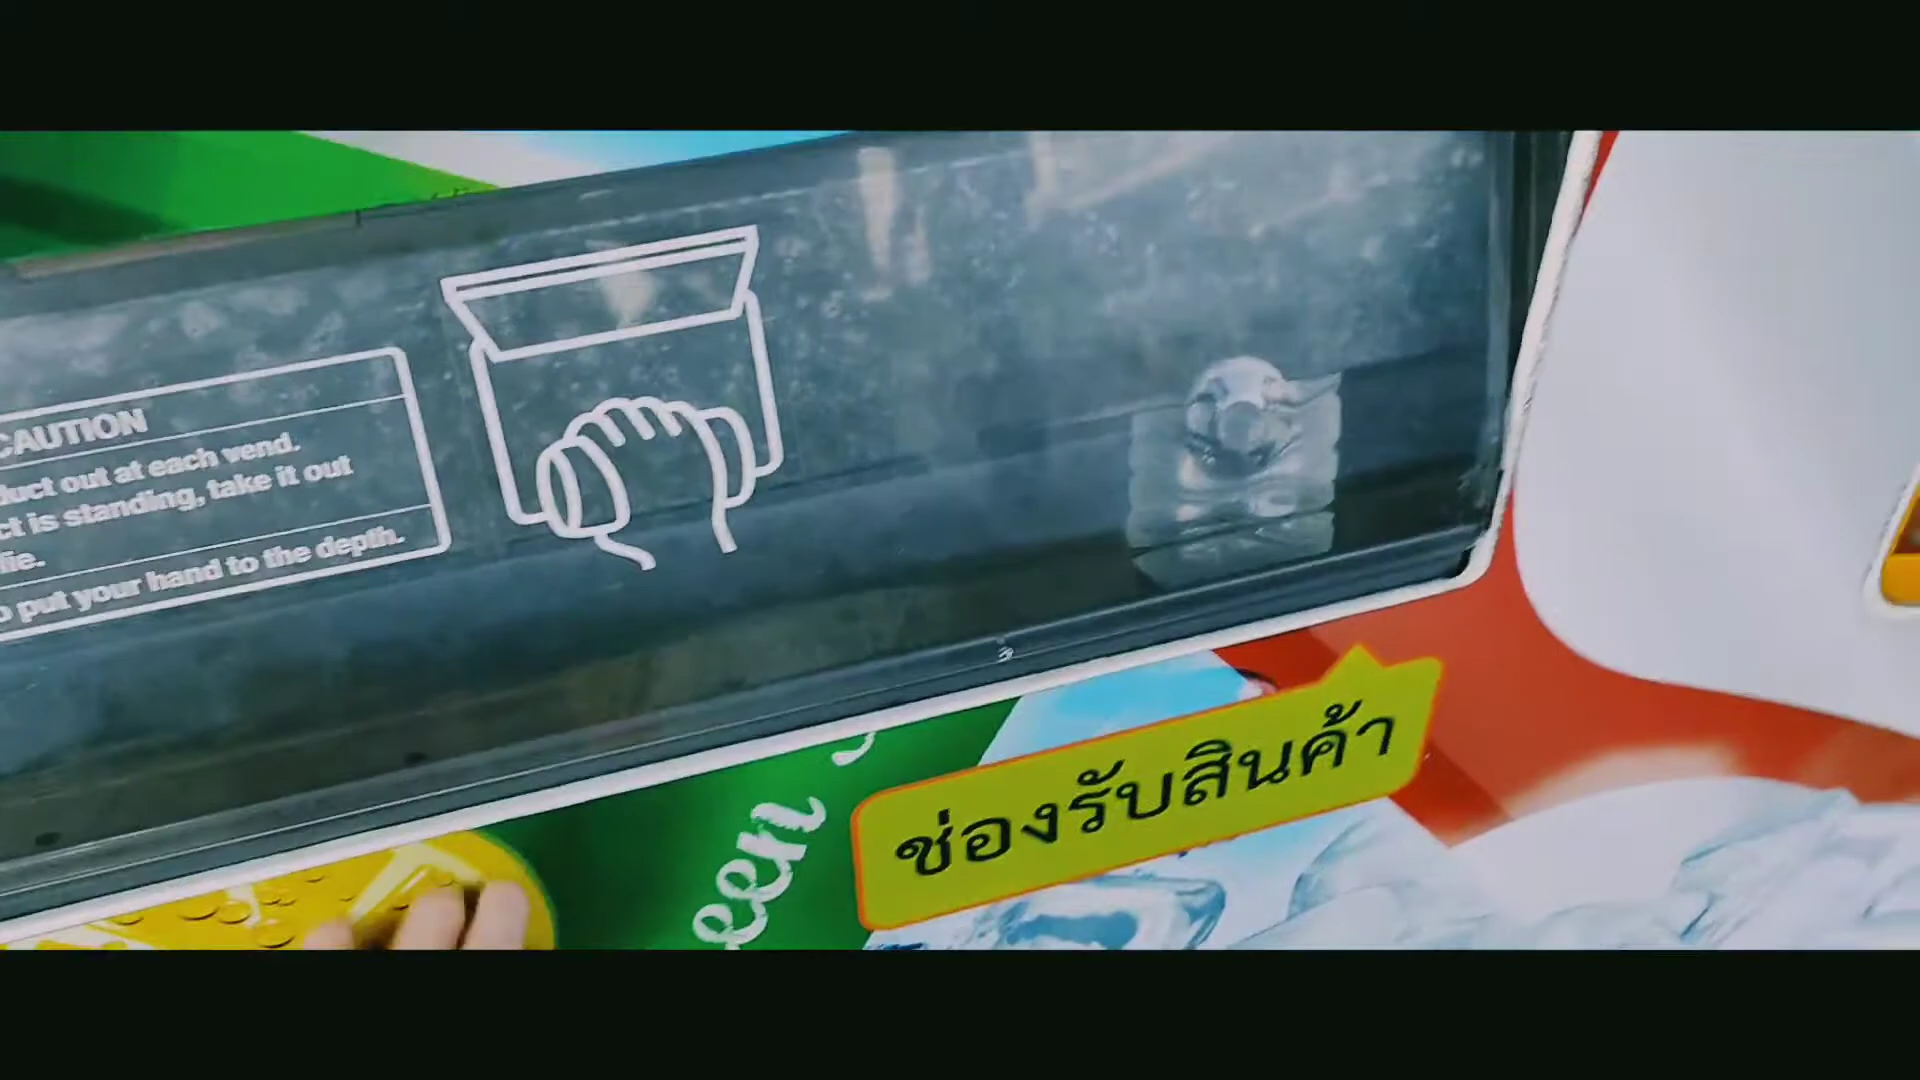 CAUTION
duct out at each vend.
ct is standing, take it out
lie.
o put your hand to the depth.
ช่องรับสินค้า
een